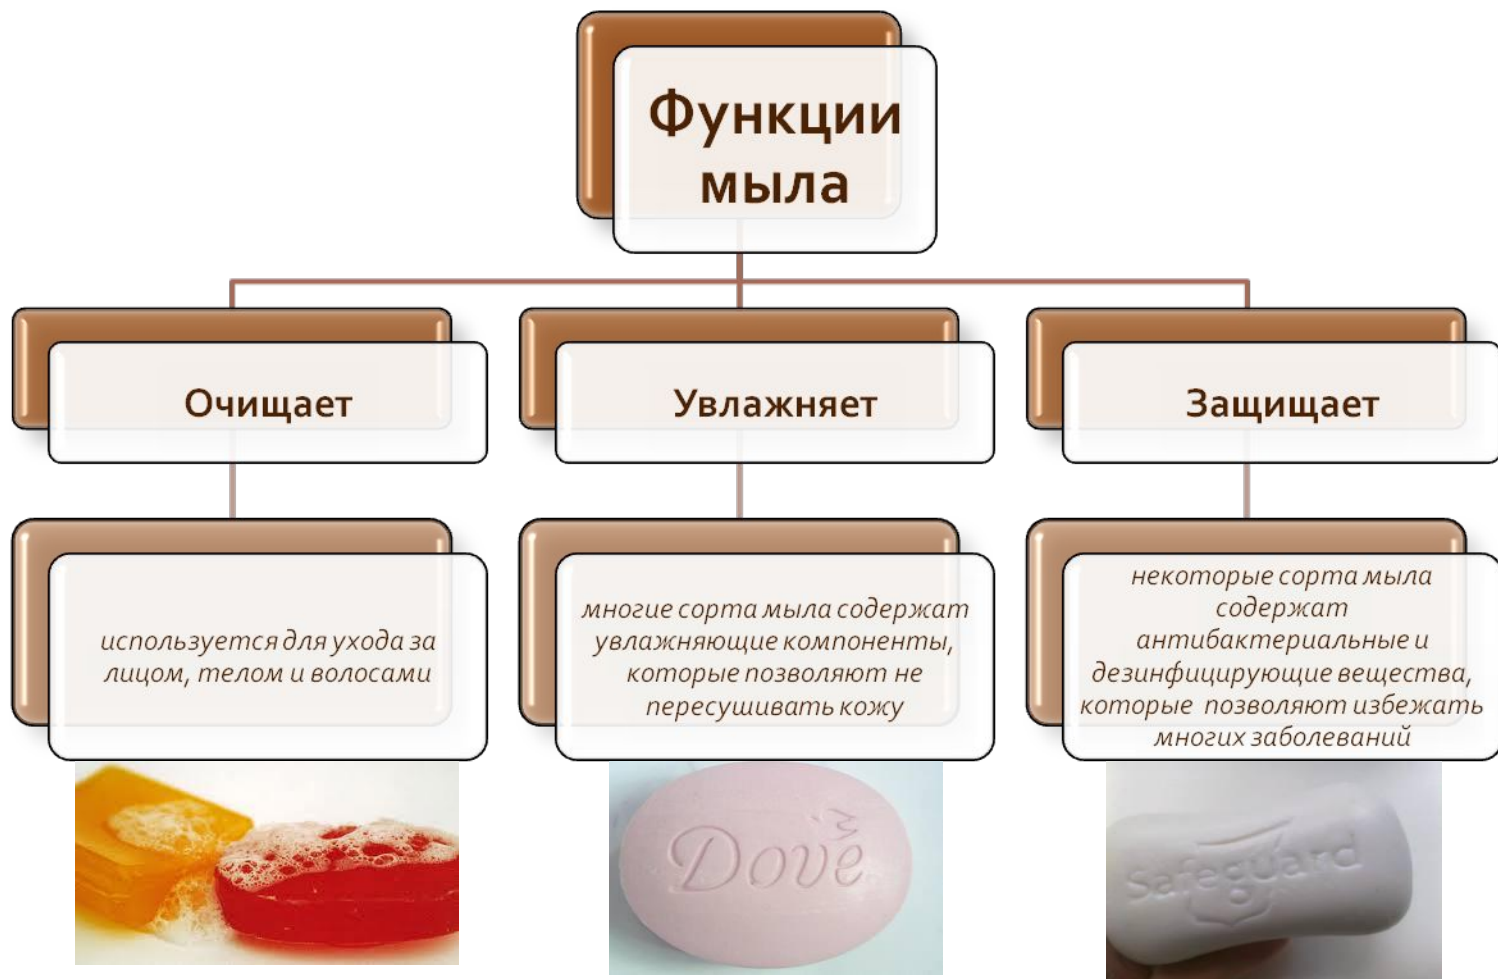 Функции
мыла
Очищает
Увлажняет
Защищает
используется для ухода за
лицом, телом и волосами
многие сорта мыла содержат
увлажняющие компоненты,
которые позволяют не
пересушивать кожу
некоторые сорта мыла
содержат
антибактериальные и
дезинфицирующие вещества,
которые  позволяют избежать
многих заболеваний
Dove
Safeguard